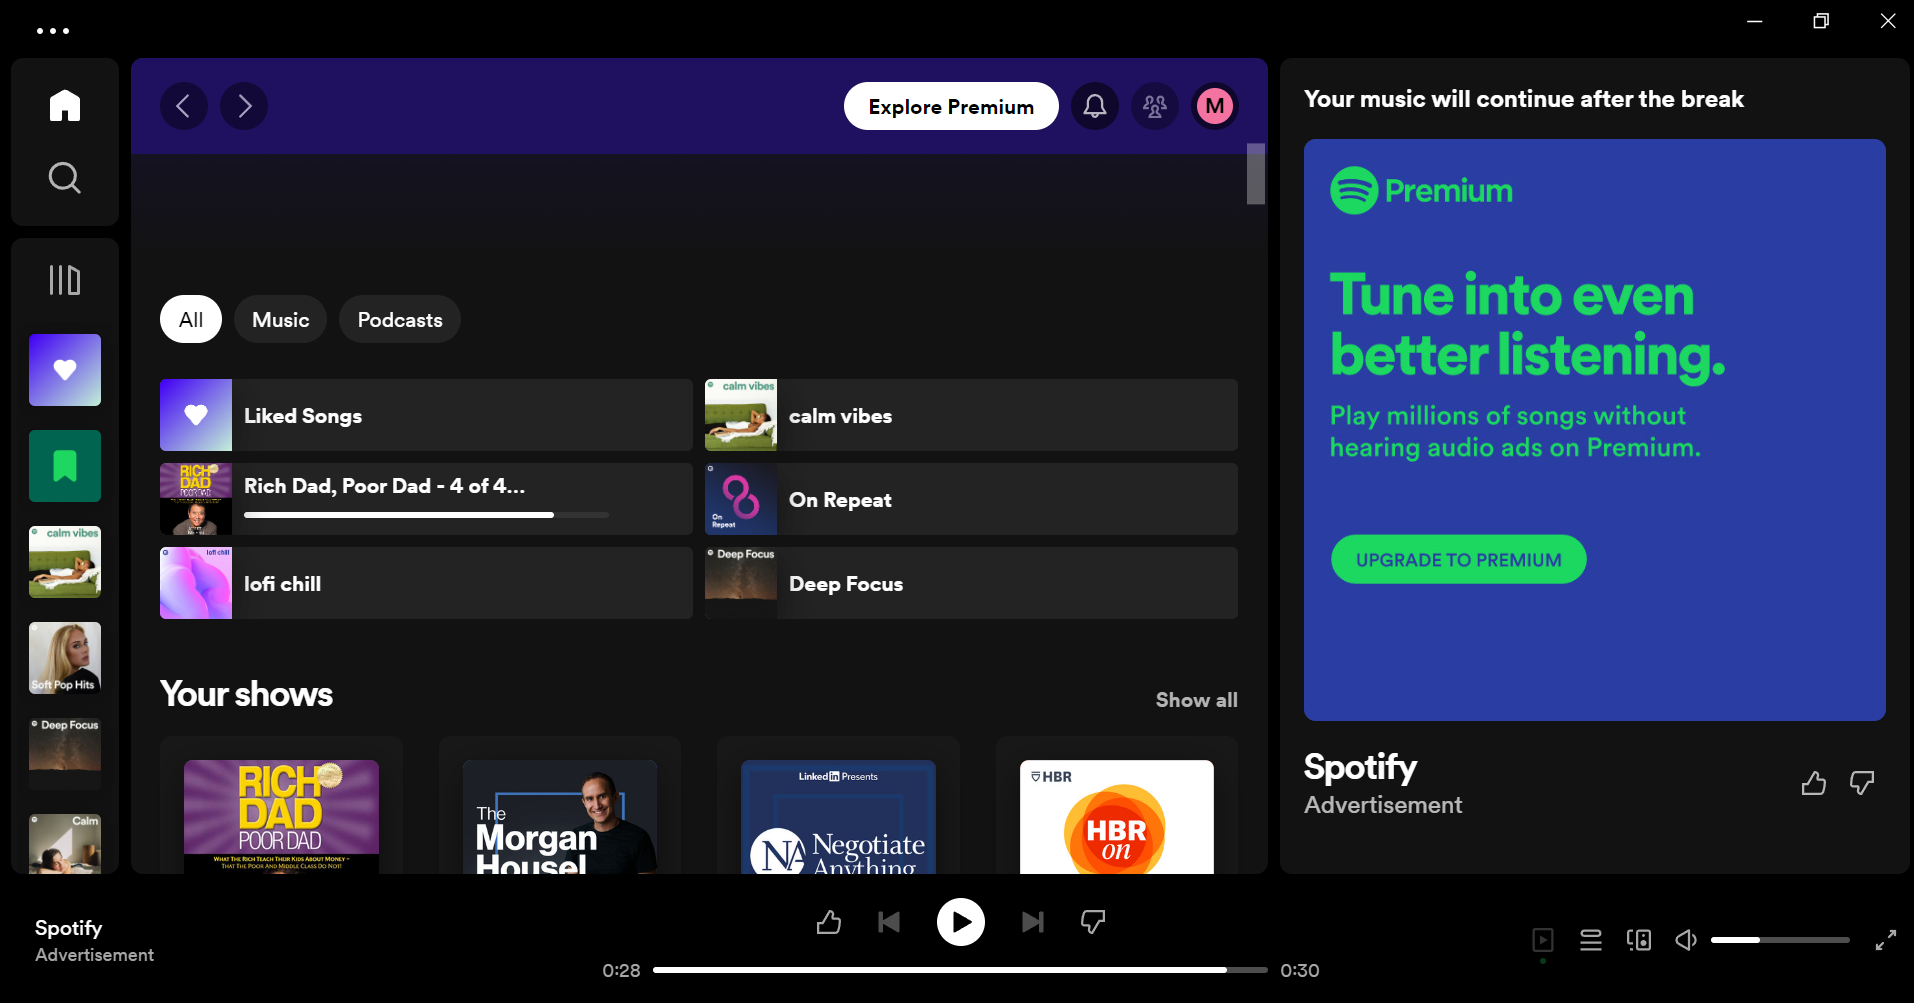 Explore Premium
M
Your music will continue after the break
Premium
Tune into even
better listening.
Play millions of songs without
hearing audio ads on Premium.
UPGRADE TO PREMIUM
Spotify
Advertisement
All
Music
Podcasts
Liked Songs
calm vibes
calm vibes
RICH
DAD
POOR DAD
Rich Dad, Poor Dad - 4 of 4...
On
Repeat
On Repeat
lofi chill
lofi chill
Deep Focus
Deep Focus
calm vibes
Soft Pop Hits
Deep Focus
Calm
Your shows
Show all
RICH
DAD
POOR DAD
WHAT THE RICH TEACH THEIR KIDS ABOUT MONEY –
THAT THE POOR AND MIDDLE CLASS DO NOT!
The
Morgan
Housel
LinkedIn Presents
NA
Negotiate
Anything
HBR
HBR
on
Spotify
Advertisement
0:28
0:30